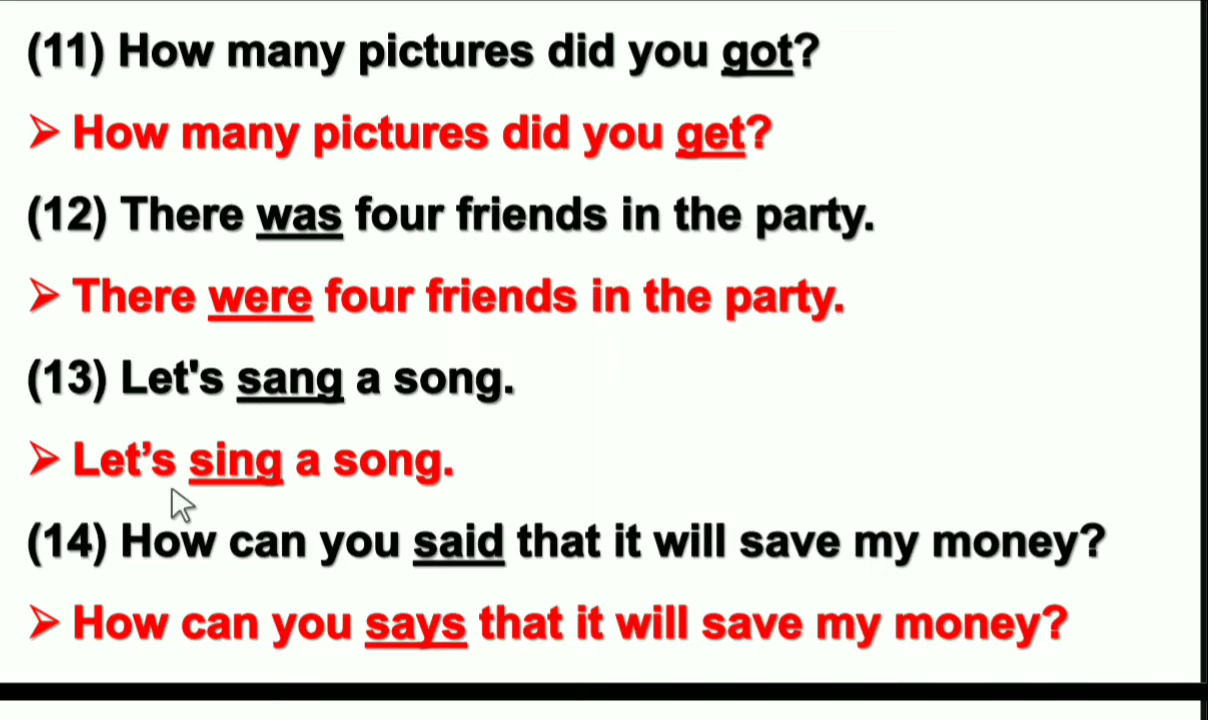 (11) How many pictures did you got?
➢ How many pictures did you get?
(12) There was four friends in the party.
➢ There were four friends in the party.
(13) Let's sang a song.
➢ Let’s sing a song.
(14) How can you said that it will save my money?
➢ How can you says that it will save my money?